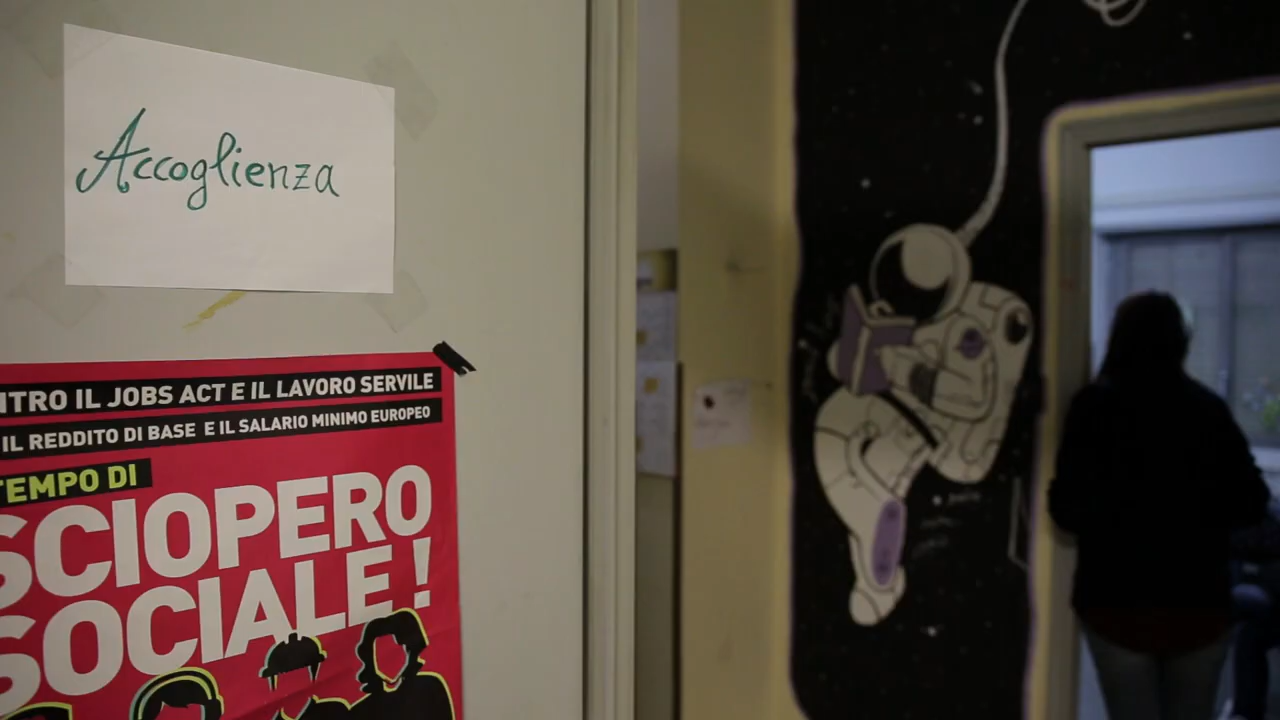 Accoglienza
NTRO IL JOBS ACT E IL LAVORO SERVILE
IL REDDITO DI BASE E IL SALARIO MINIMO EUROPEO
TEMPO DI
SCIOPERO
SOCIALE!